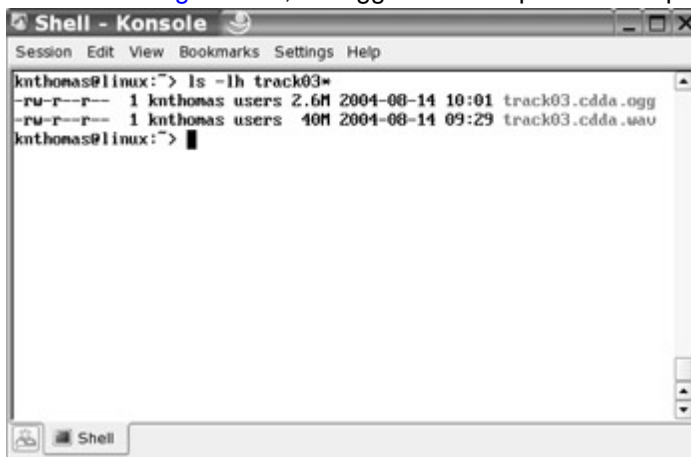 Shell - Konsole
Session Edit View Bookmarks Settings Help
knthomas@linux:~> ls -lh track03*
-rw-r--r-- 1 knthomas users 2.6M 2004-08-14 10:01 track03.cdda.ogg
-rw-r--r-- 1 knthomas users 40M 2004-08-14 09:29 track03.cdda.wav
knthomas@linux:~>
Shell